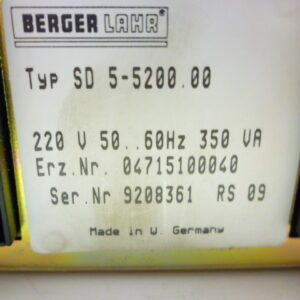 BERGER LAHR®
Typ SD 5-5200.00
220 V 50..60Hz 350 VA
Erz.Nr. 04715100040
Ser.Nr 9208361 RS 09
Made in W. Germany